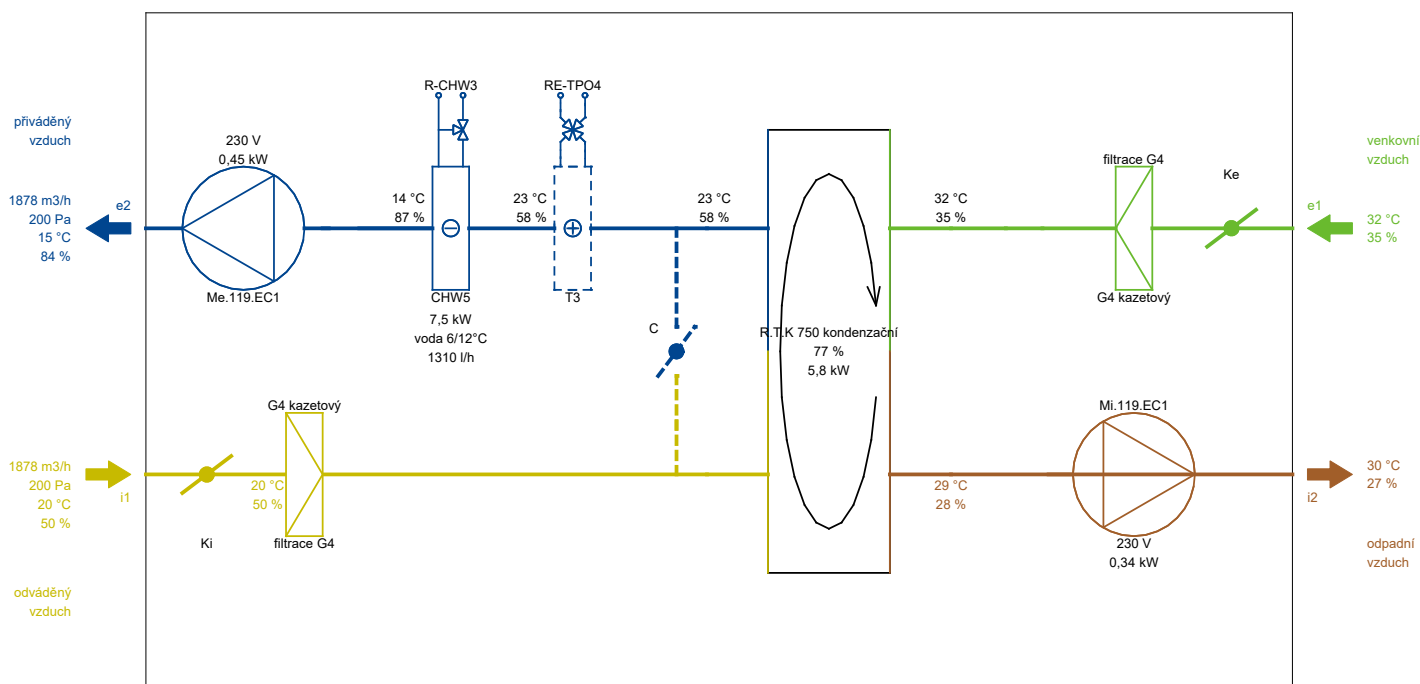 R-CHW3
RE-TPO4
přiváděný
vzduch
230 V
0,45 kW
1878 m3/h
200 Pa
15 °C
84 %
e2
Me.119.EC1
14 °C
87 %
CHW5
7,5 kW
voda 6/12°C
1310 l/h
23 °C
58 %
T3
23 °C
58 %
C
R.T.K 750 kondenzační
77 %
5,8 kW
32 °C
35 %
filtrace G4
G4 kazetový
Ke
venkovní
vzduch
e1
32 °C
35 %
1878 m3/h
200 Pa
20 °C
50 %
i1
odváděný
vzduch
Ki
G4 kazetový
20 °C
50 %
filtrace G4
29 °C
28 %
Mi.119.EC1
230 V
0,34 kW
30 °C
27 %
i2
odpadní
vzduch